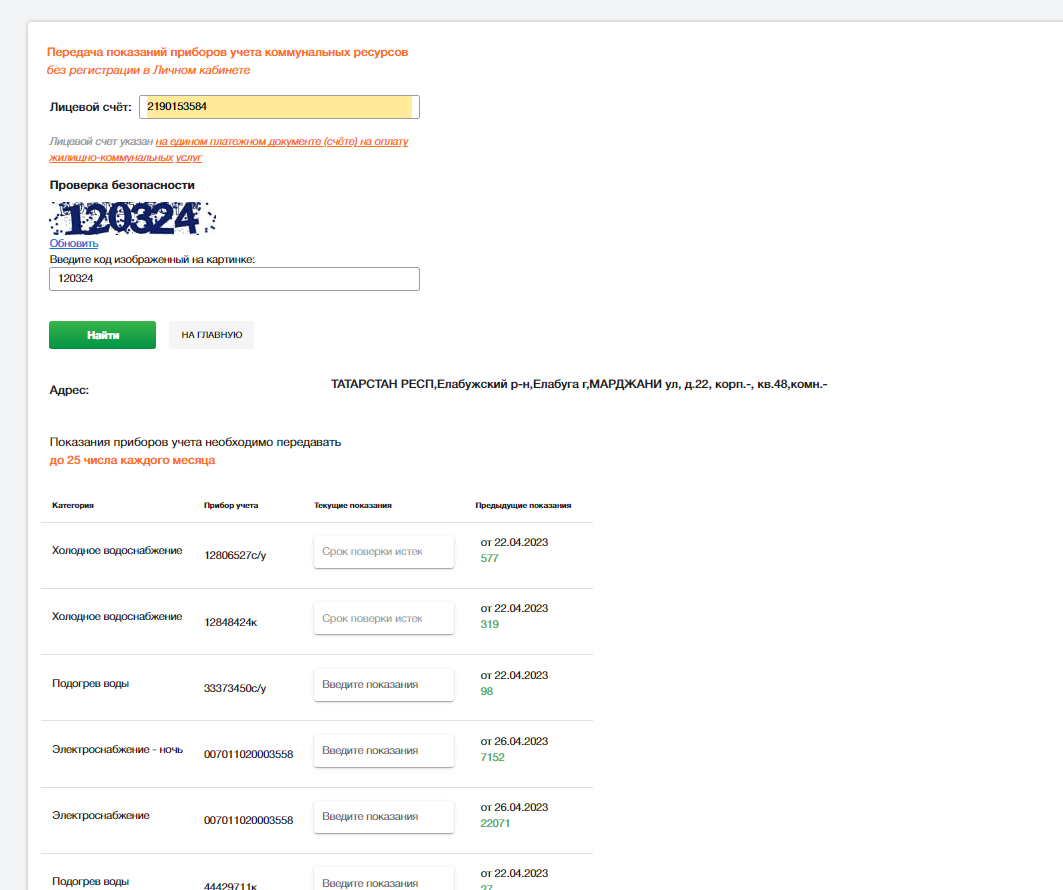 Передача показаний приборов учета коммунальных ресурсов
без регистрации в Личном кабинете
Лицевой счёт: 2190153584
Лицевой счет указан на едином платежном документе (счёте) на оплату
жилищно-коммунальных услуг
Проверка безопасности
120324
Обновить
Введите код изображенный на картинке:
120324
Найти НА ГЛАВНУЮ
Адрес: ТАТАРСТАН РЕСП,Елабужский р-н,Елабуга г,МАРДЖАНИ ул, д.22, корп.-, кв.48,комн.-
Показания приборов учета необходимо передавать
до 25 числа каждого месяца
Категория Прибор учета Текущие показания Предыдущие показания
Холодное водоснабжение 12806527с/у Срок поверки истек от 22.04.2023
577
Холодное водоснабжение 12848424к Срок поверки истек от 22.04.2023
319
Подогрев воды 33373450с/у Введите показания от 22.04.2023
98
Электроснабжение - ночь 007011020003558 Введите показания от 26.04.2023
7152
Электроснабжение 007011020003558 Введите показания от 26.04.2023
22071
Подогрев воды 44429711к Введите показания от 22.04.2023
27